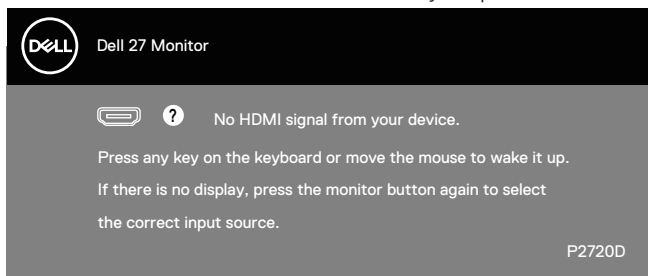 DELL
Dell 27 Monitor
? No HDMI signal from your device.
Press any key on the keyboard or move the mouse to wake it up.
If there is no display, press the monitor button again to select
the correct input source.
P2720D